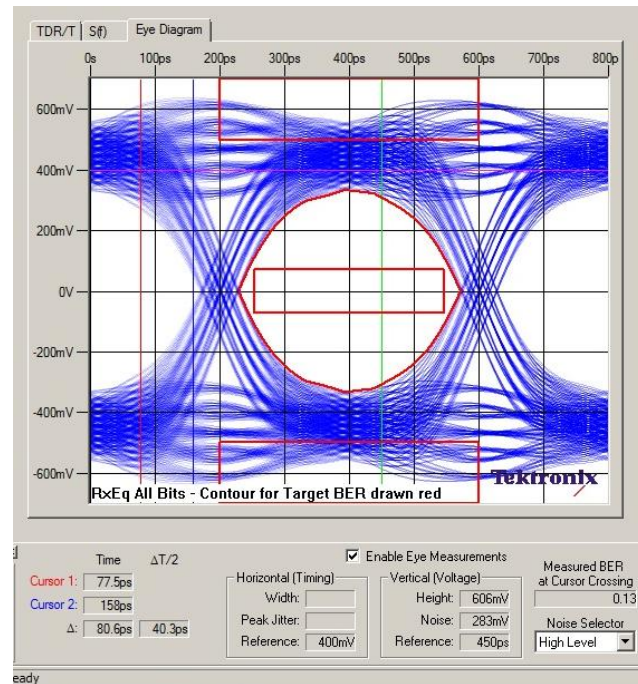 TDR/T S(f) Eye Diagram
0s 100ps 200ps 300ps 400ps 500ps 600ps 700ps 800p
600mV
400mV
200mV
0V
-200mV
-400mV
-600mV
Tektronix
RxEq All Bits - Contour for Target BER drawn red
Time ΔT/2
Cursor 1: 77.5ps
Cursor 2: 158ps
Δ: 80.6ps 40.3ps
Enable Eye Measurements
Horizontal (Timing)
Width:
Peak Jitter:
Reference: 400mV
Vertical (Voltage)
Height: 606mV
Noise: 283mV
Reference: 450ps
Measured BER
at Cursor Crossing
0.13
Noise Selector
High Level
eady